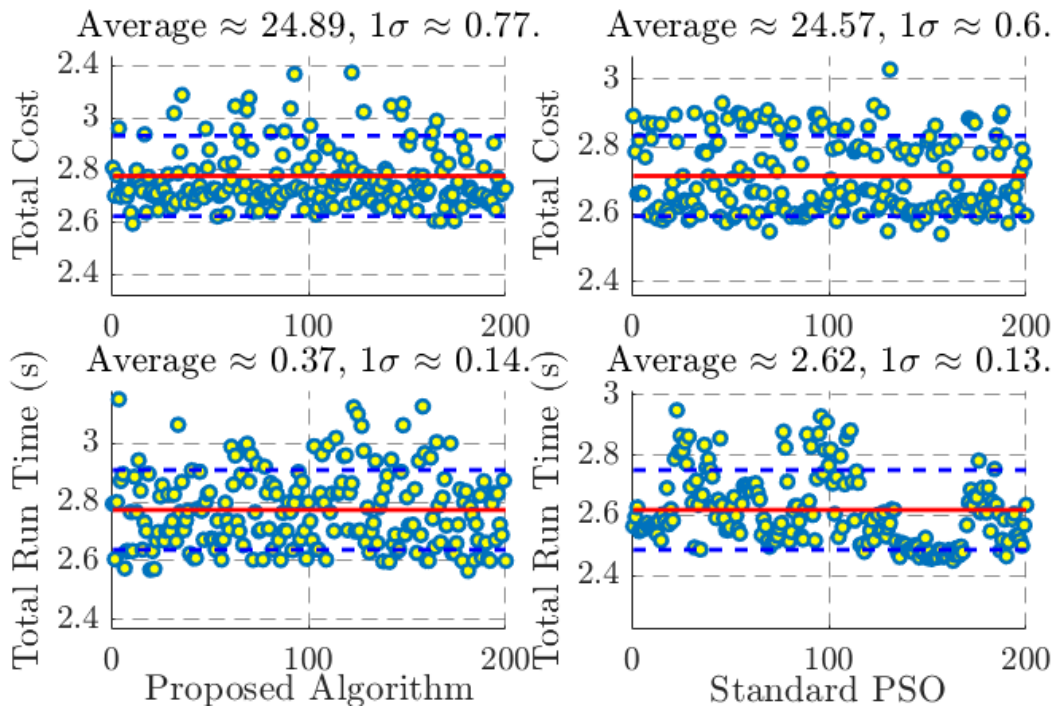 Average ≈ 24.89, 1σ ≈ 0.77.
Average ≈ 24.57, 1σ ≈ 0.6.
Total Cost
2.4
3
2.8
2.6
2.4
0
100
200
Total Cost
3
2.8
2.6
2.4
0
100
200
Average ≈ 0.37, 1σ ≈ 0.14.
Average ≈ 2.62, 1σ ≈ 0.13.
Total Run Time (s)
3
2.8
2.6
2.4
0
100
200
Proposed Algorithm
Total Run Time (s)
3
2.8
2.6
2.4
0
100
200
Standard PSO